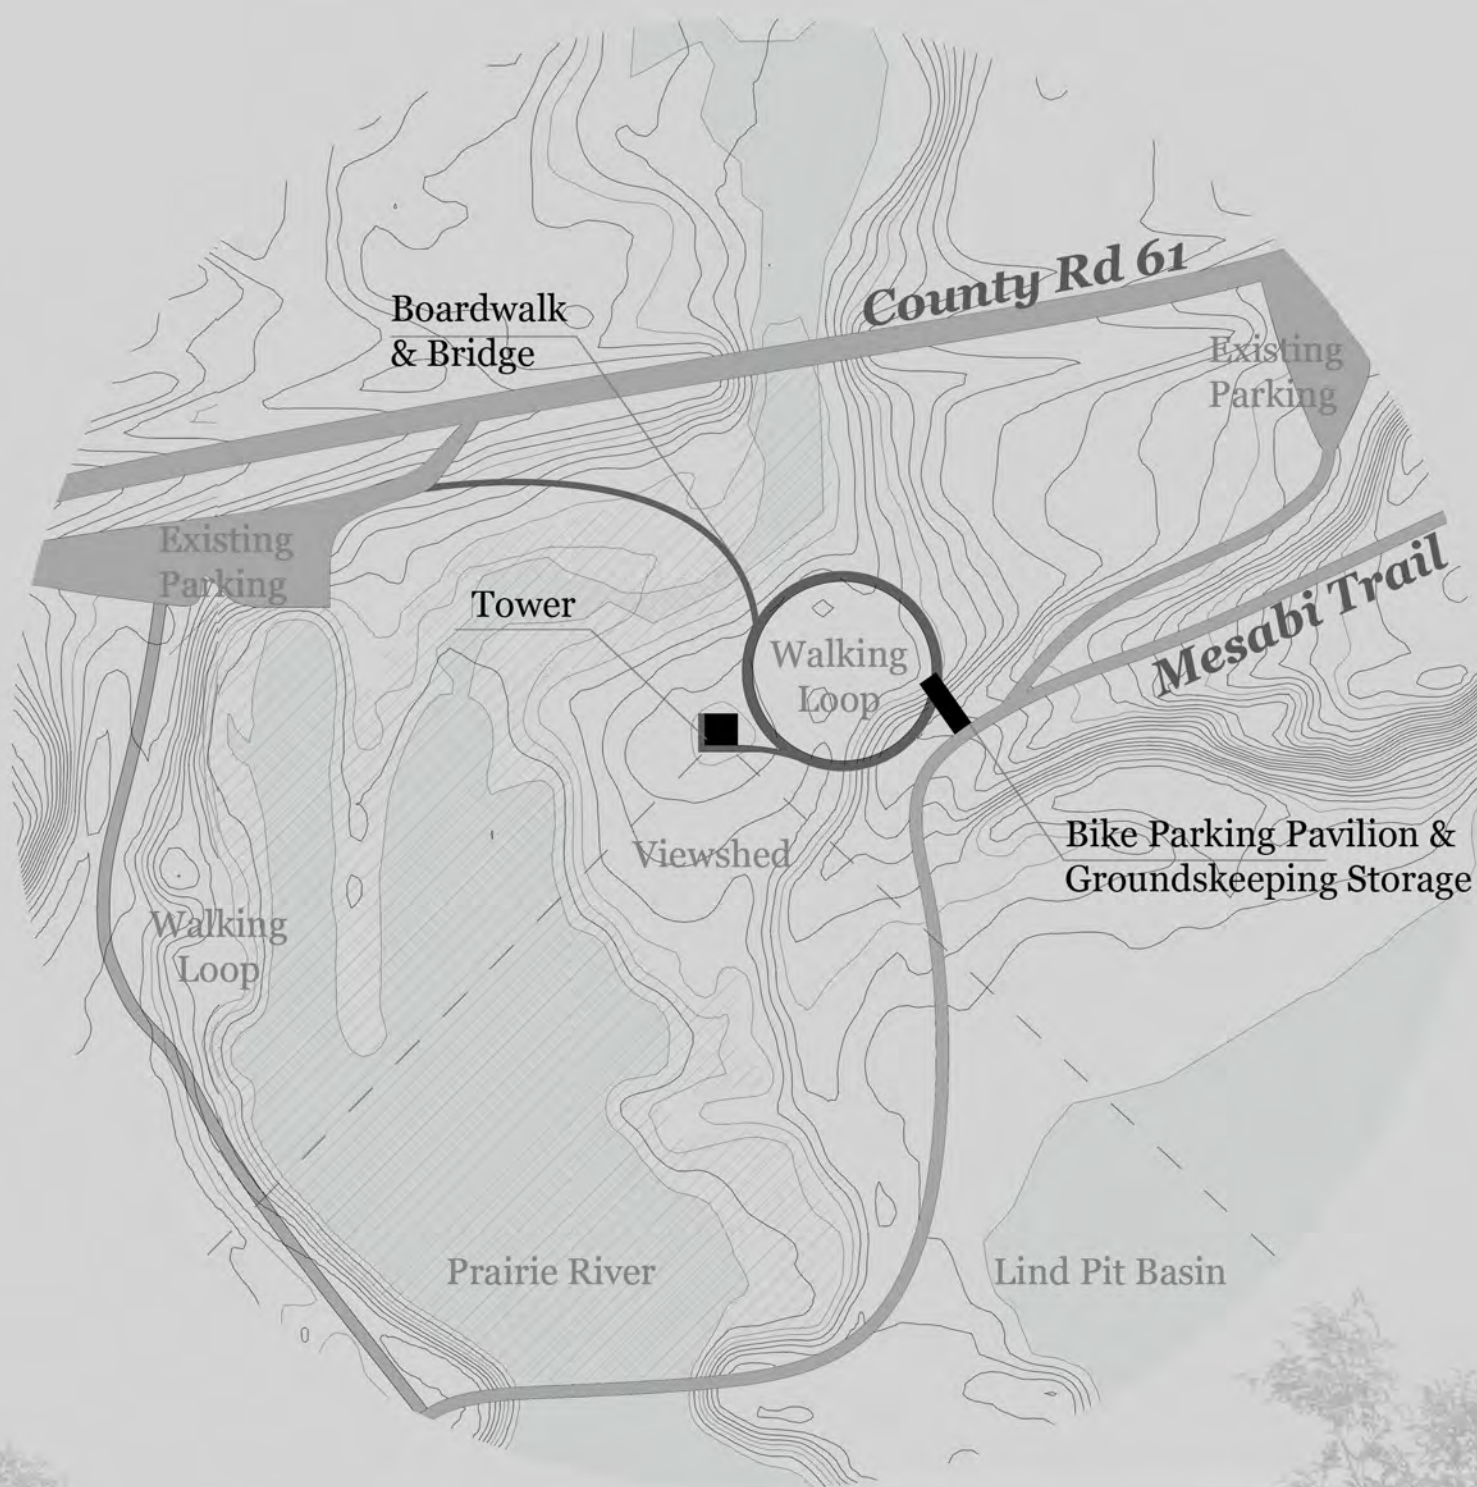 County Rd 61
Boardwalk
& Bridge
Existing
Parking
Existing
Parking
Mesabi Trail
Tower
Walking
Loop
Bike Parking Pavilion &
Groundskeeping Storage
Viewshed
Walking
Loop
Prairie River
Lind Pit Basin